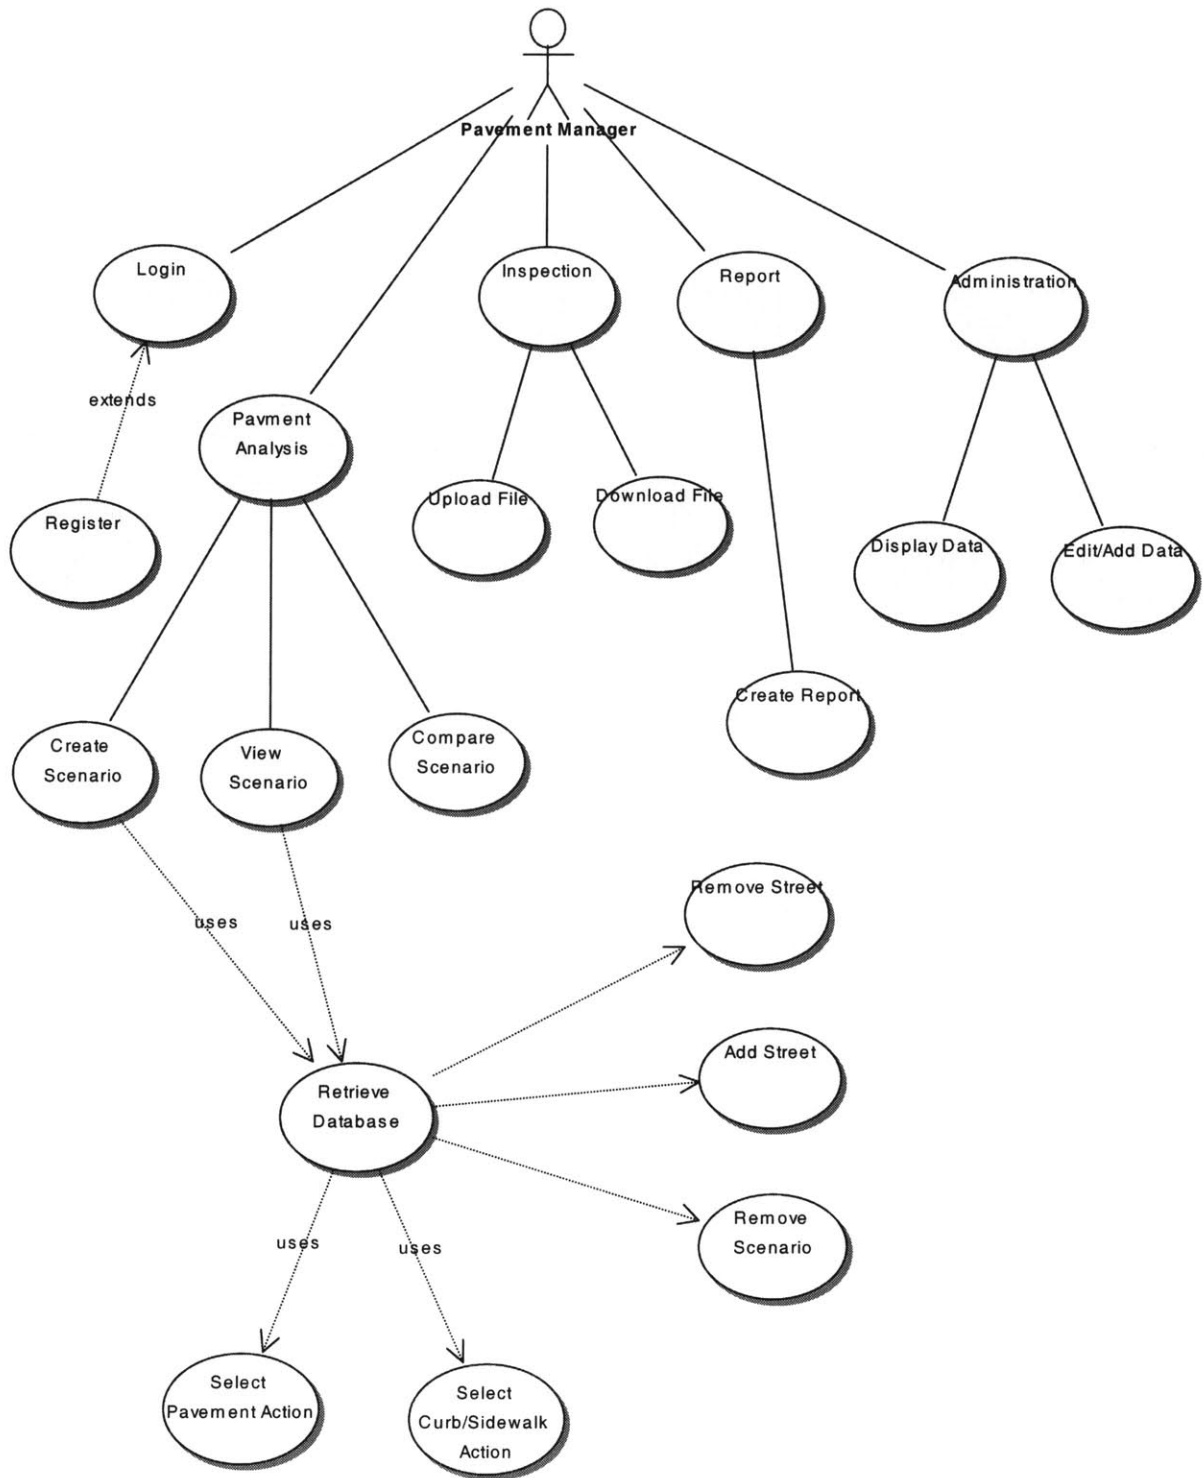 Pavement Manager
Login
Inspection
Report
Administration
extends
Pavment
Analysis
Register
Upload File
Download File
Display Data
Edit/Add Data
Create Report
Create
Scenario
View
Scenario
Compare
Scenario
uses
uses
Remove Street
Add Street
Retrieve
Database
Remove
Scenario
uses
uses
Select
Pavement Action
Select
Curb/Sidewalk
Action